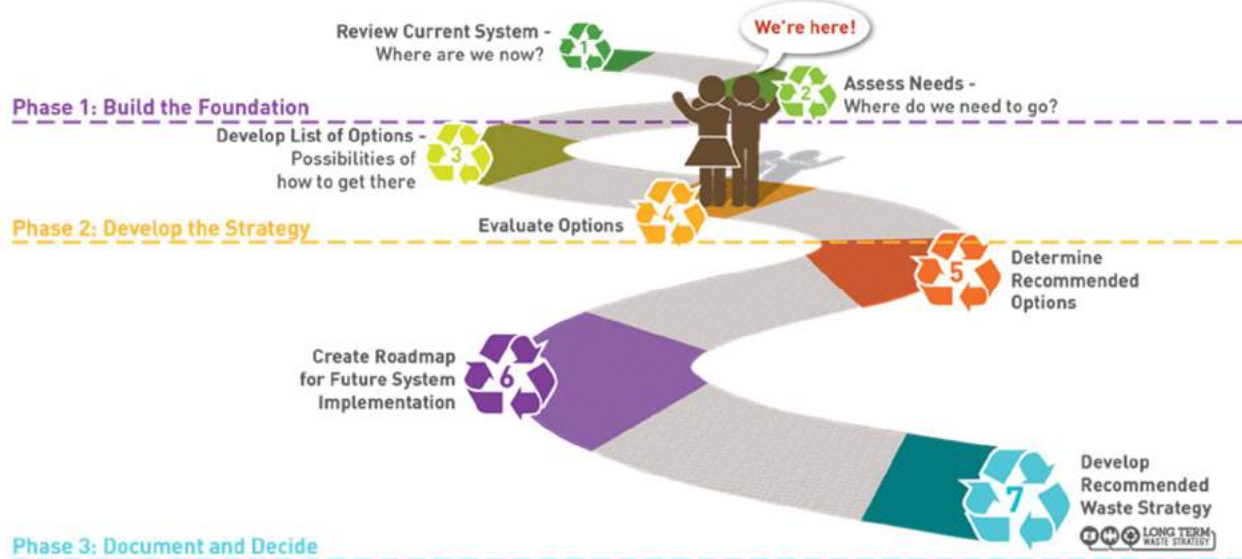 We're here!
Review Current System -
Where are we now?
1
2
Assess Needs -
Where do we need to go?
Phase 1: Build the Foundation
Develop List of Options -
Possibilities of
how to get there
3
4
Evaluate Options
Phase 2: Develop the Strategy
5
Determine
Recommended
Options
Create Roadmap
for Future System
Implementation
6
7
Develop
Recommended
Waste Strategy
LONG TERM
WASTE STRATEGY
Phase 3: Document and Decide